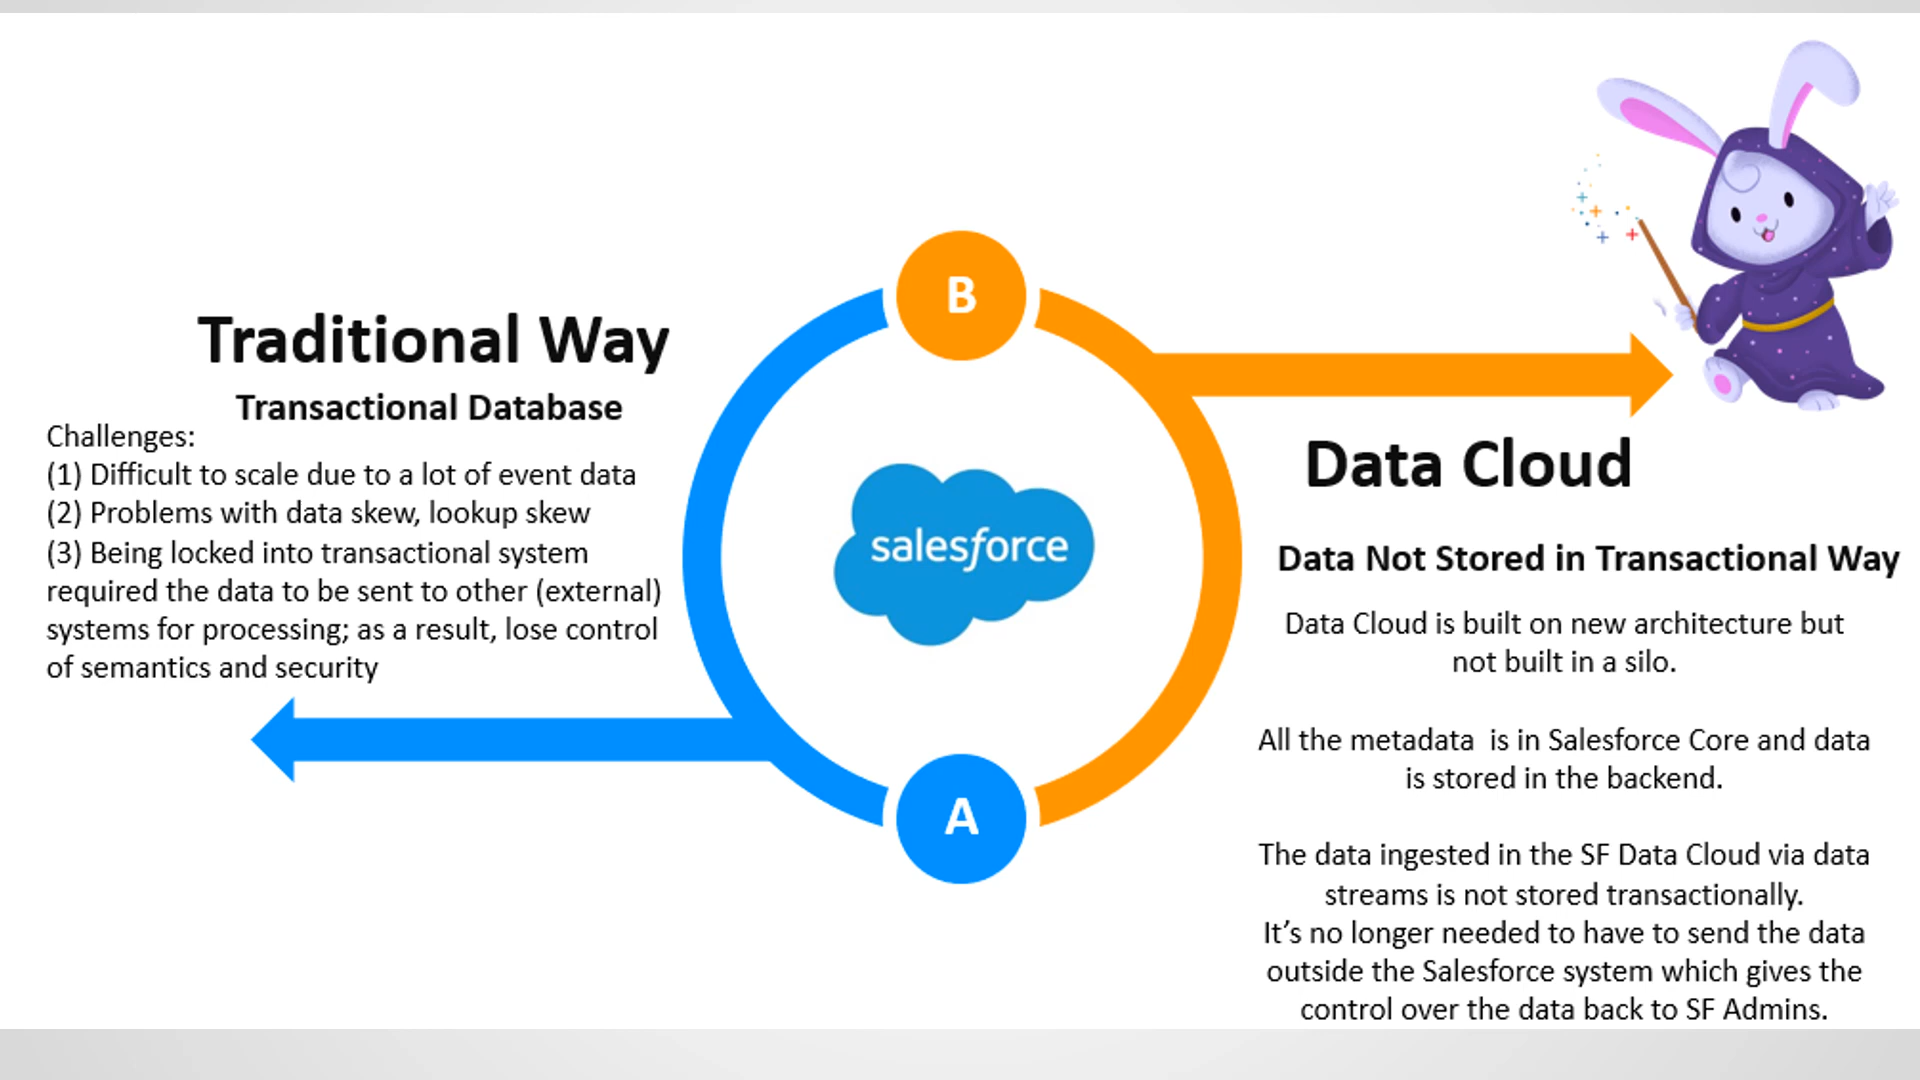 Traditional Way
Transactional Database
Challenges:
(1) Difficult to scale due to a lot of event data
(2) Problems with data skew, lookup skew
(3) Being locked into transactional system
required the data to be sent to other (external)
systems for processing; as a result, lose control
of semantics and security
B
salesforce
A
Data Cloud
Data Not Stored in Transactional Way
Data Cloud is built on new architecture but
not built in a silo.
All the metadata  is in Salesforce Core and data
is stored in the backend.
The data ingested in the SF Data Cloud via data
streams is not stored transactionally.
It’s no longer needed to have to send the data
outside the Salesforce system which gives the
control over the data back to SF Admins.